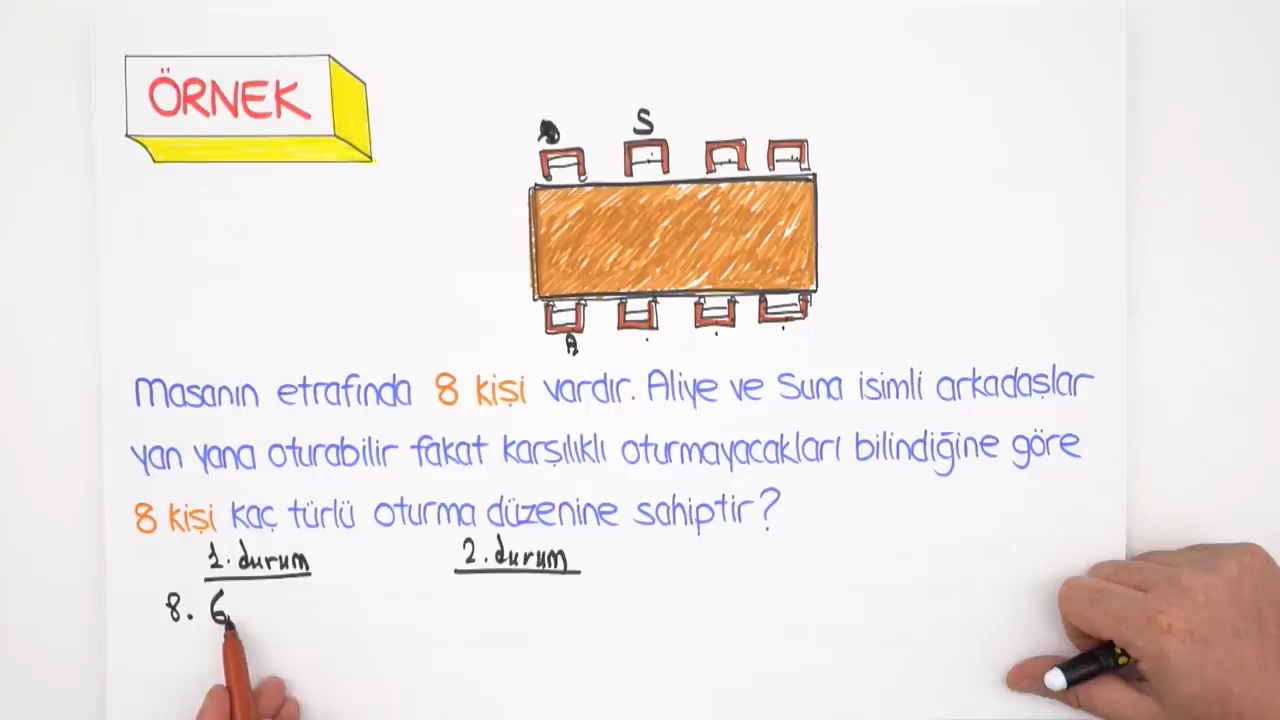 ÖRNEK
S
A
Masanın etrafında 8 kişi vardır. Aliye ve Suna isimli arkadaşlar
yan yana oturabilir fakat karşılıklı oturmayacakları bilindiğine göre
8 kişi kaç türlü oturma düzenine sahiptir?
1. durum 2. durum
8. 6